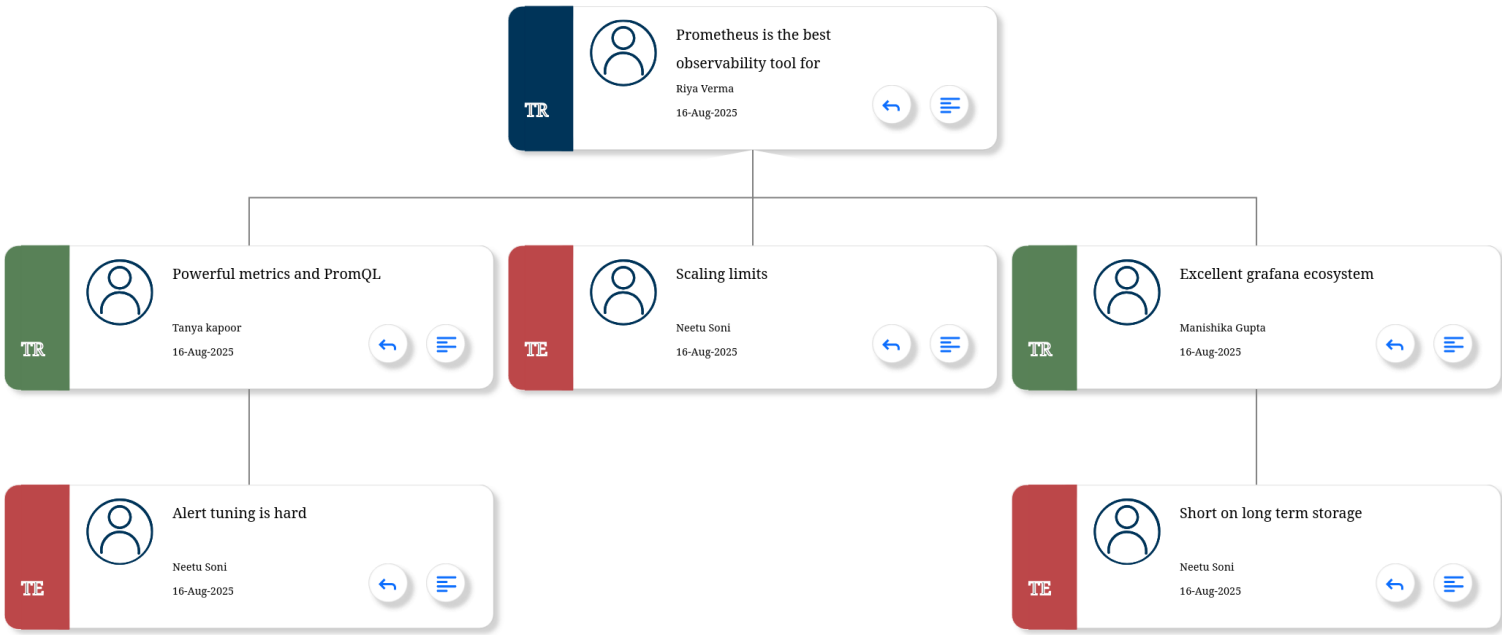 Prometheus is the best
observability tool for
Riya Verma
16-Aug-2025
TR
Powerful metrics and PromQL
Tanya kapoor
16-Aug-2025
TR
Scaling limits
Neetu Soni
16-Aug-2025
TE
Excellent grafana ecosystem
Manishika Gupta
16-Aug-2025
TR
Alert tuning is hard
Neetu Soni
16-Aug-2025
TE
Short on long term storage
Neetu Soni
16-Aug-2025
TE